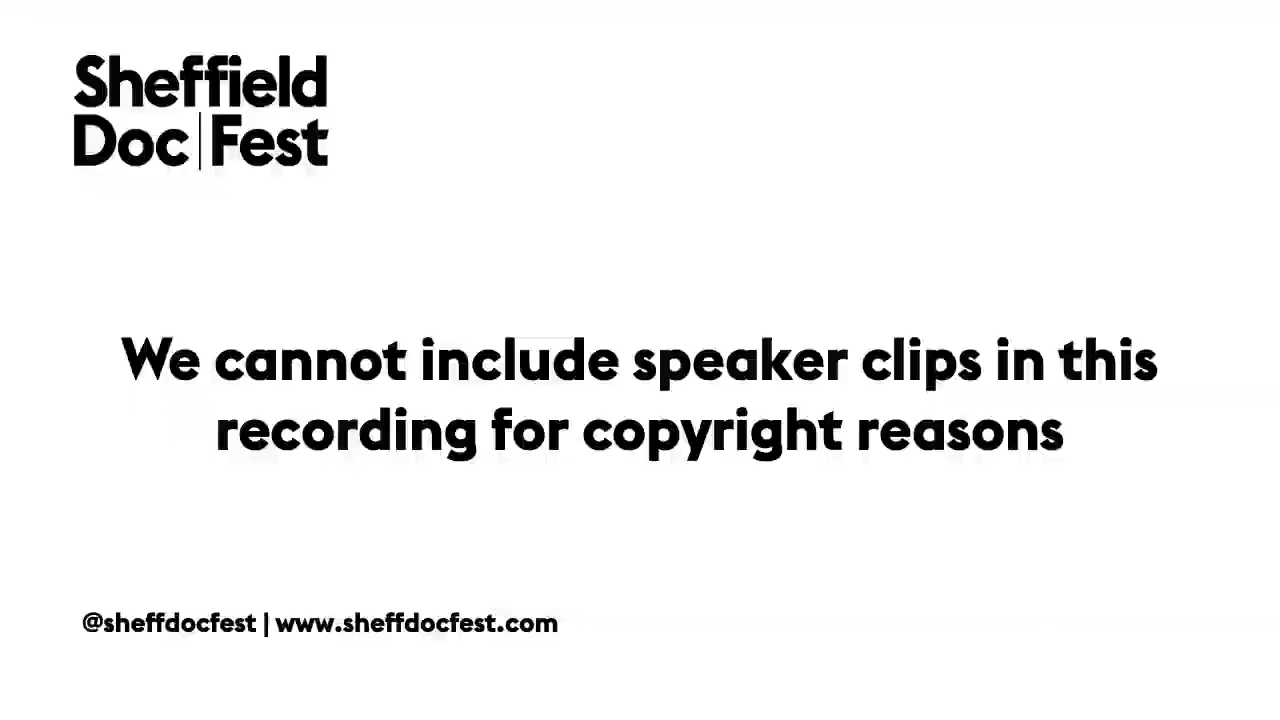 Sheffield
Doc|Fest
We cannot include speaker clips in this
recording for copyright reasons
@sheffdocfest | www.sheffdocfest.com